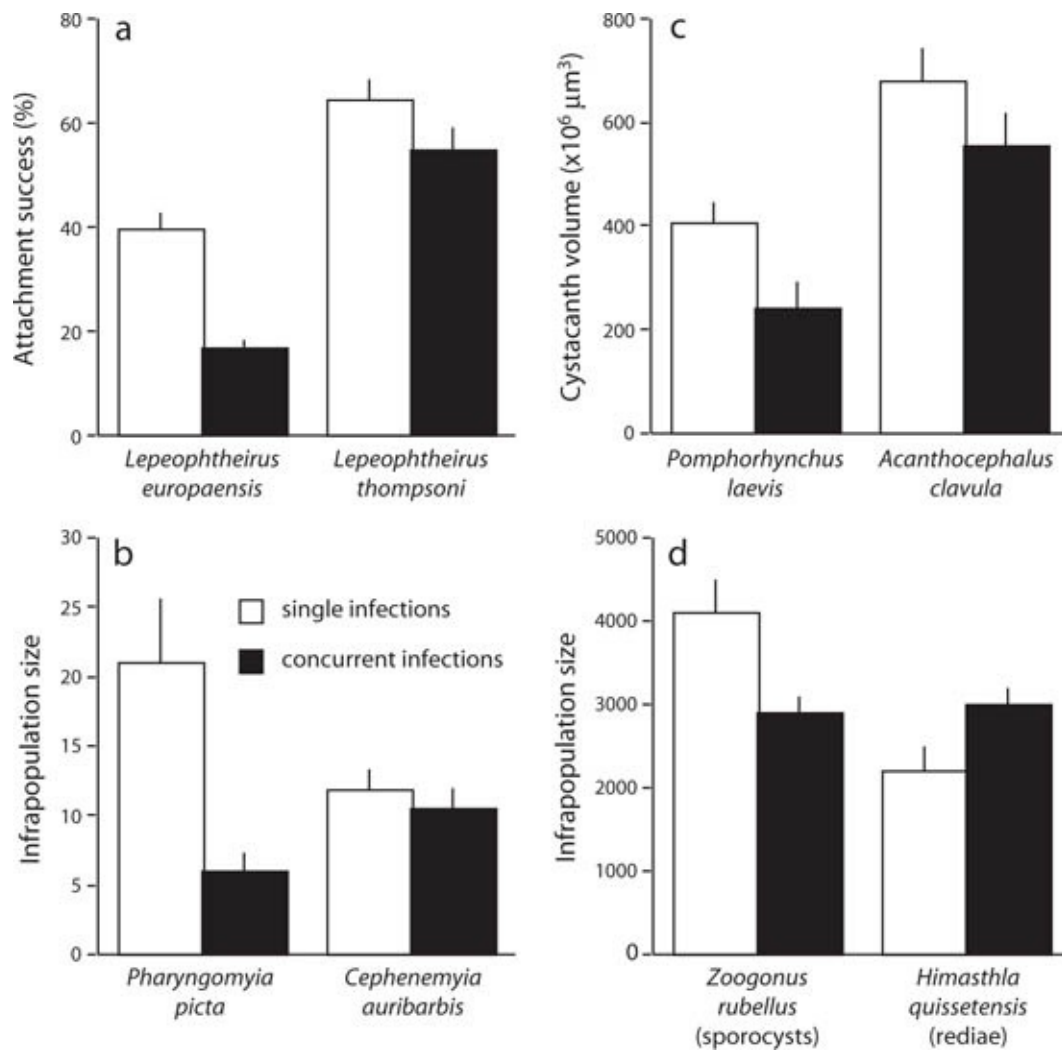 a
Attachment success (%)
80
60
40
20
0
Lepeophtheirus
europaensis
Lepeophtheirus
thompsoni
c
Cystacanth volume (x10⁶ μm³)
800
600
400
200
0
Pomphorhynchus
laevis
Acanthocephalus
clavula
b
Infrapopulation size
30
25
20
15
10
5
0
single infections
concurrent infections
Pharyngomyia
picta
Cephenemyia
auribarbis
d
Infrapopulation size
5000
4000
3000
2000
1000
0
Zoogonus
rubellus
(sporocysts)
Himasthla
quissetensis
(rediae)